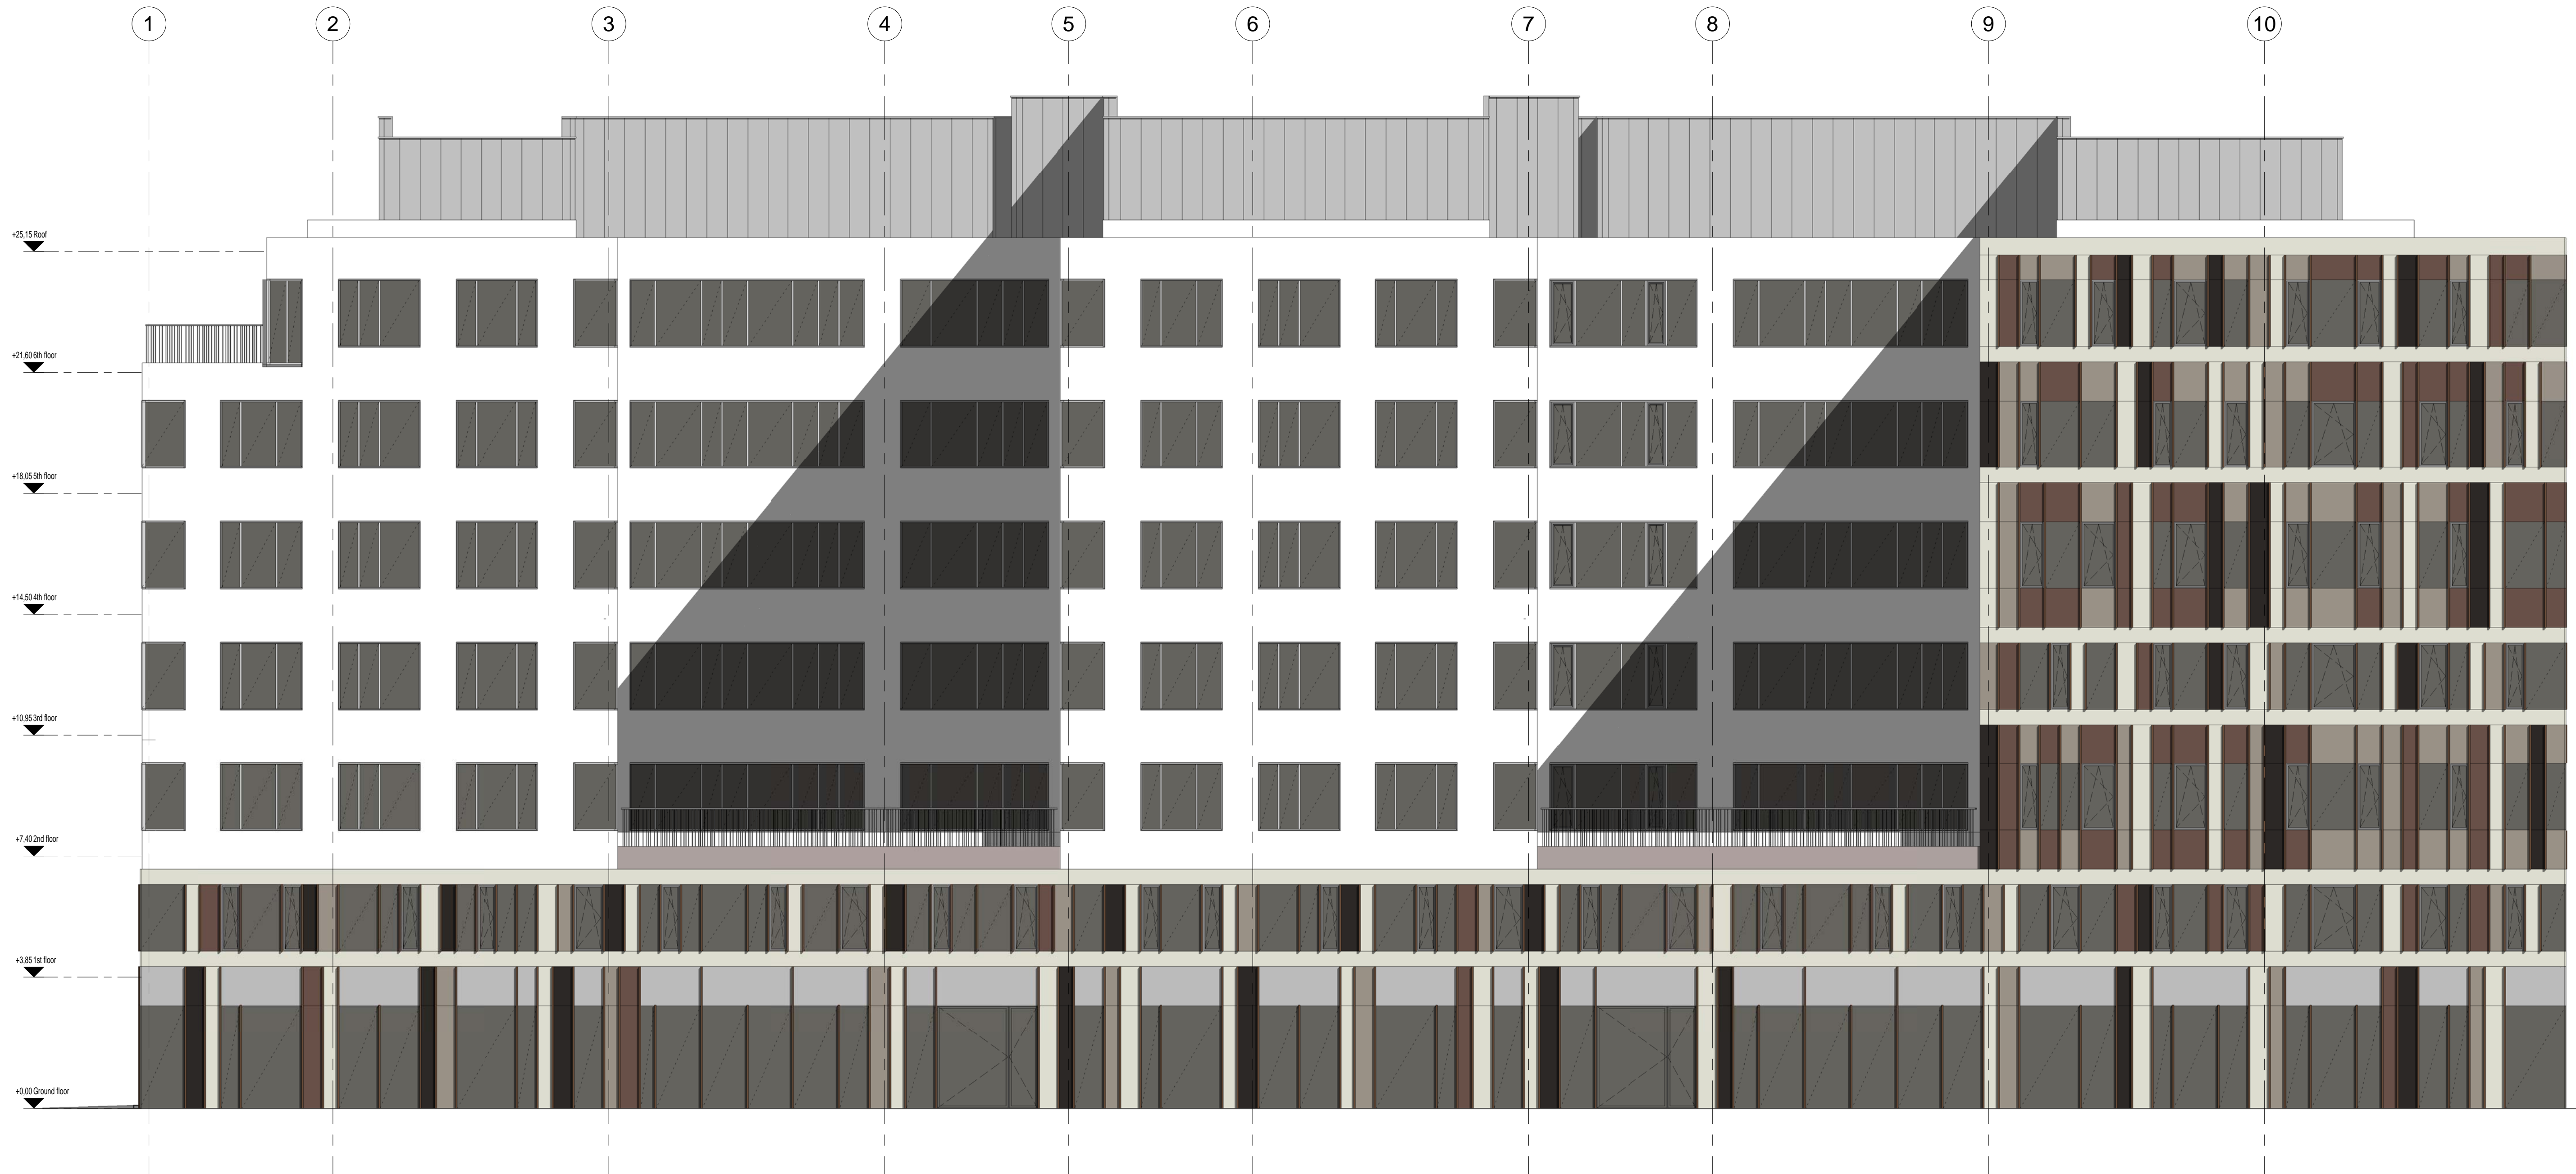 1 2 3 4 5 6 7 8 9 10
+25,15 Roof
+21,60 6th floor
+18,05 5th floor
+14,50 4th floor
+10,95 3rd floor
+7,40 2nd floor
+3,85 1st floor
+0,00 Ground floor